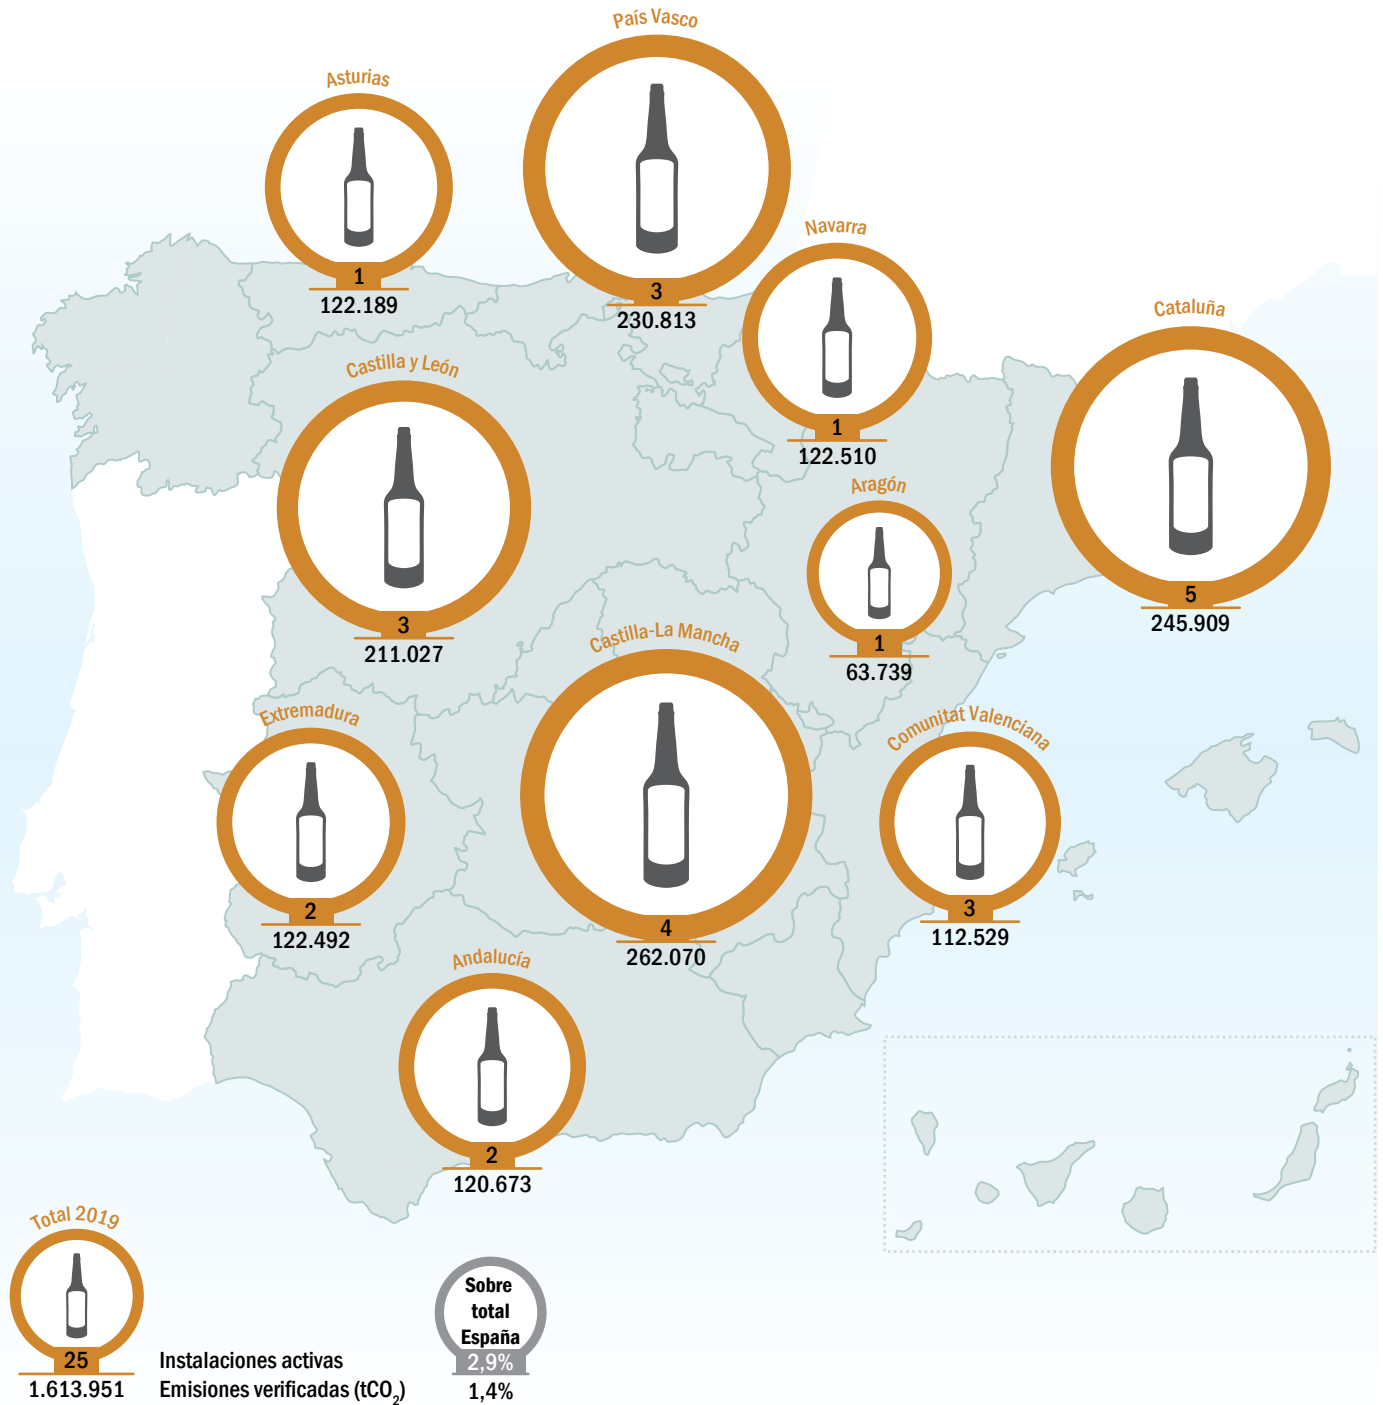 País Vasco
3
230.813
Asturias
1
122.189
Navarra
1
122.510
Cataluña
5
245.909
Castilla y León
3
211.027
Aragón
1
63.739
Castilla-La Mancha
4
262.070
Extremadura
2
122.492
Comunitat Valenciana
3
112.529
Andalucía
2
120.673
Total 2019
25
Instalaciones activas
1.613.951
Emisiones verificadas (tCO₂)
Sobre
total
España
2,9%
1,4%